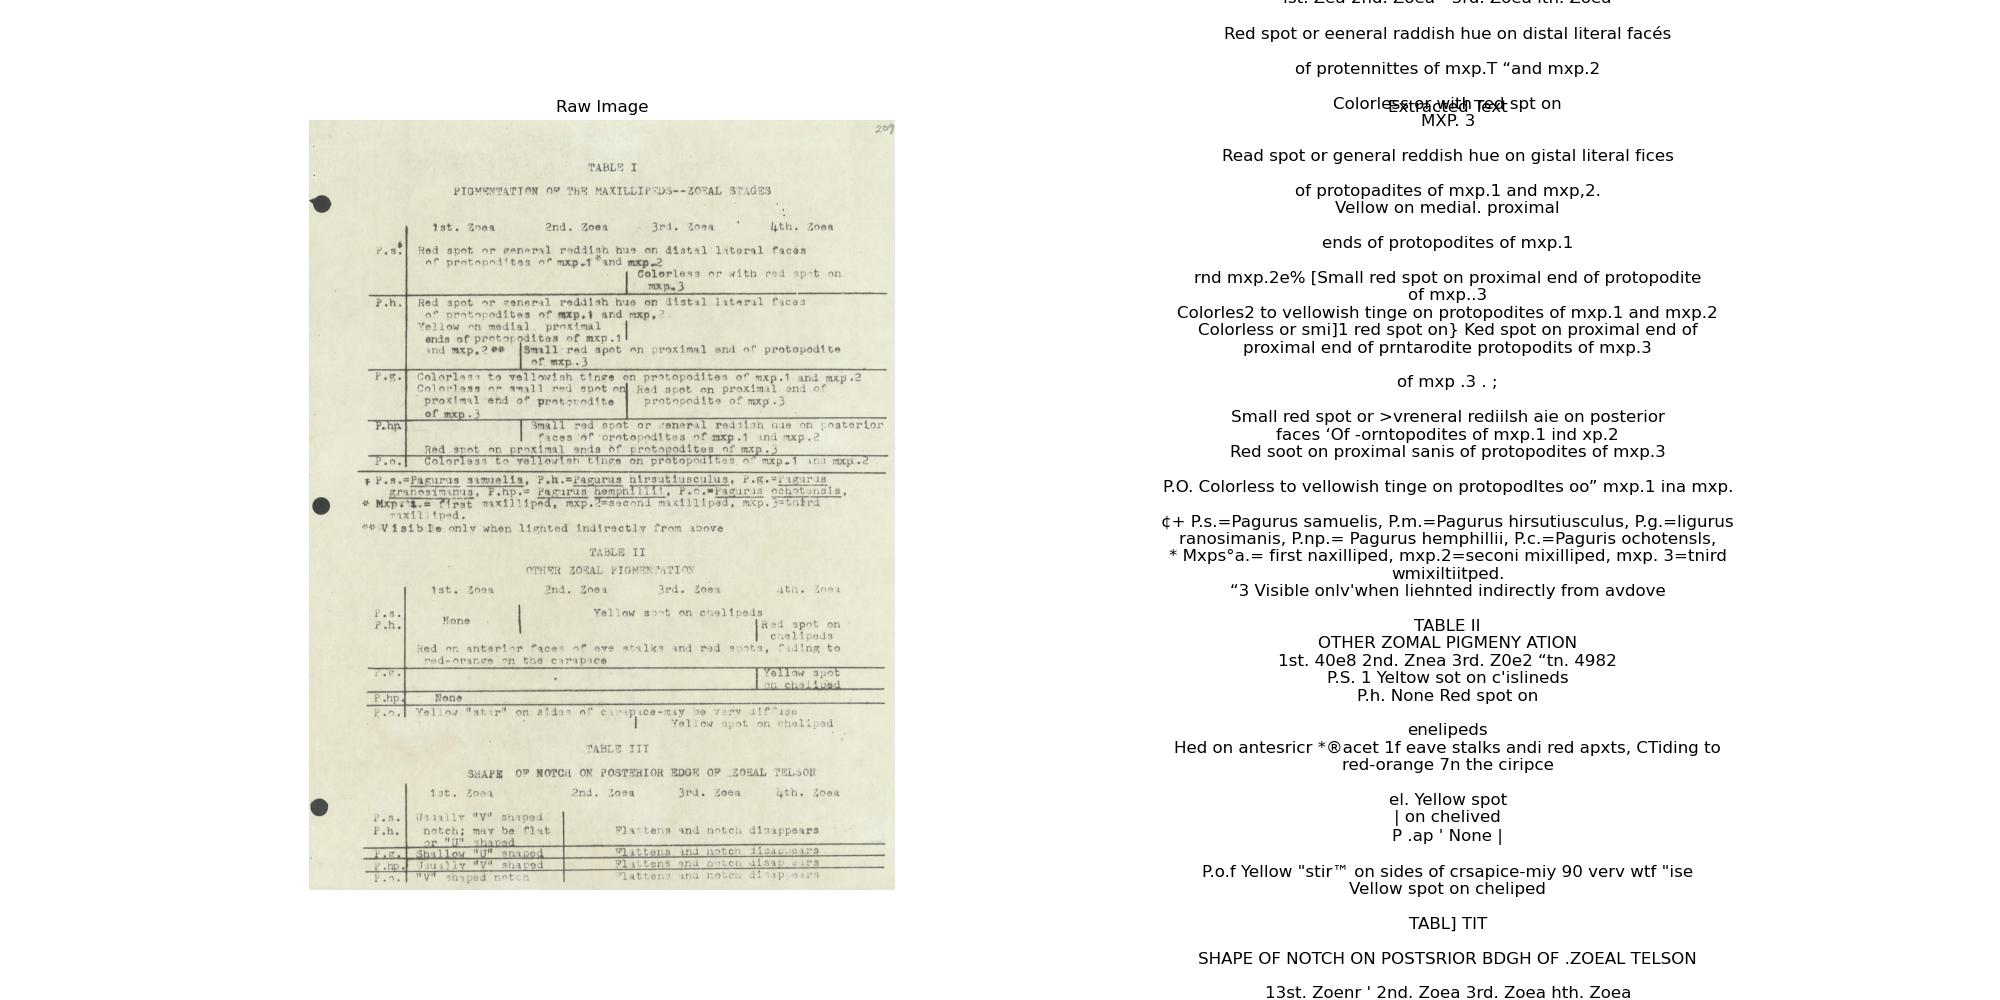 Raw Image
209
TABLE I
PIGMENTATION OF THE MAXILLIPEDS--ZOEAL STAGES
1st. Zoea 2nd. Zoea 3rd. Zoea 4th. Zoea
P.s. Red spot or general reddish hue on distal lateral faces
of protopodites of mxp.1 * and mxp.2
Colorless or with red spot on
mxp.3
P.h. Red spot or general reddish hue on distal lateral faces
of protopodites of mxp.1 and mxp.2
Yellow on medial proximal
ends of protopodites of mxp.1
and mxp.2** Small red spot on proximal end of protopodite
of mxp.3
P.g. Colorless to yellowish tinge on protopodites of mxp.1 and mxp.2
Colorless or small red spot on Red spot on proximal end of
proximal end of protopodite protopodite of mxp.3
of mxp.3
P.hp Small red spot or general reddish hue on posterior
faces of protopodites of mxp.1 and mxp.2
Red spot on proximal ends of protopodites of mxp.3
P.o. Colorless to yellowish tinge on protopodites of mxp.1 and mxp.2
P.s.=Pagurus samuelis, P.h.=Pagurus hirsutiusculus, P.g.=Pagurus
granosimanus, P.hp.= Pagurus hemphillii, P.o.=Pagurus ochotensis,
* Mxp.1.= first maxilliped, mxp.2=second maxilliped, mxp.3=third
maxilliped.
** Visible only when lighted indirectly from above
TABLE II
OTHER ZOEAL PIGMENTATION
1st. Zoea 2nd. Zoea 3rd. Zoea 4th. Zoea
P.s. Yellow spot on chelipeds
P.h. None Red spot on
chelipeds
Red on anterior faces of eye stalks and red spots, fading to
red-orange on the carapace
P.g. Yellow spot
on cheliped
P.hp. None
P.o. Yellow "star" on sides of carapace-may be very diffuse
Yellow spot on cheliped
TABLE III
SHAPE OF NOTCH ON POSTERIOR EDGE OF .ZOEAL TELSON
1st. Zoea 2nd. Zoea 3rd. Zoea 4th. Zoea
P.s. Usually "V" shaped
P.h. notch; may be flat Flattens and notch disappears
or "U" shaped
P.g. Shallow "U" shaped Flattens and notch disappears
P.hp. Usually "V" shaped Flattens and notch disappears
P.o. "V" shaped notch Flattens and notch disappears
Red spot or eeneral raddish hue on distal literal facés
of protennittes of mxp.T “and mxp.2
Colorless or with red spt on
Extracted Text
MXP. 3
Read spot or general reddish hue on gistal literal fices
of protopadites of mxp.1 and mxp,2.
Vellow on medial. proximal
ends of protopodites of mxp.1
rnd mxp.2e% [Small red spot on proximal end of protopodite
of mxp..3
Colorles2 to vellowish tinge on protopodites of mxp.1 and mxp.2
Colorless or smi]1 red spot on} Ked spot on proximal end of
proximal end of prntarodite protopodits of mxp.3
of mxp .3 . ;
Small red spot or >vreneral rediilsh aie on posterior
faces ‘Of -orntopodites of mxp.1 ind xp.2
Red soot on proximal sanis of protopodites of mxp.3
P.O. Colorless to vellowish tinge on protopodltes oo” mxp.1 ina mxp.
¢+ P.s.=Pagurus samuelis, P.m.=Pagurus hirsutiusculus, P.g.=ligurus
ranosimanis, P.np.= Pagurus hemphillii, P.c.=Paguris ochotensls,
* Mxps°a.= first naxilliped, mxp.2=seconi mixilliped, mxp. 3=tnird
wmixiltiitped.
“3 Visible onlv'when liehnted indirectly from avdove
TABLE II
OTHER ZOMAL PIGMENY ATION
1st. 40e8 2nd. Znea 3rd. Z0e2 “tn. 4982
P.S. 1 Yeltow sot on c'islineds
P.h. None Red spot on
enelipeds
Hed on antesricr *®acet 1f eave stalks andi red apxts, CTiding to
red-orange 7n the ciripce
el. Yellow spot
| on chelived
P .ap ' None |
P.o.f Yellow "stir™ on sides of crsapice-miy 90 verv wtf "ise
Vellow spot on cheliped
TABL] TIT
SHAPE OF NOTCH ON POSTSRIOR BDGH OF .ZOEAL TELSON
13st. Zoenr ' 2nd. Zoea 3rd. Zoea hth. Zoea